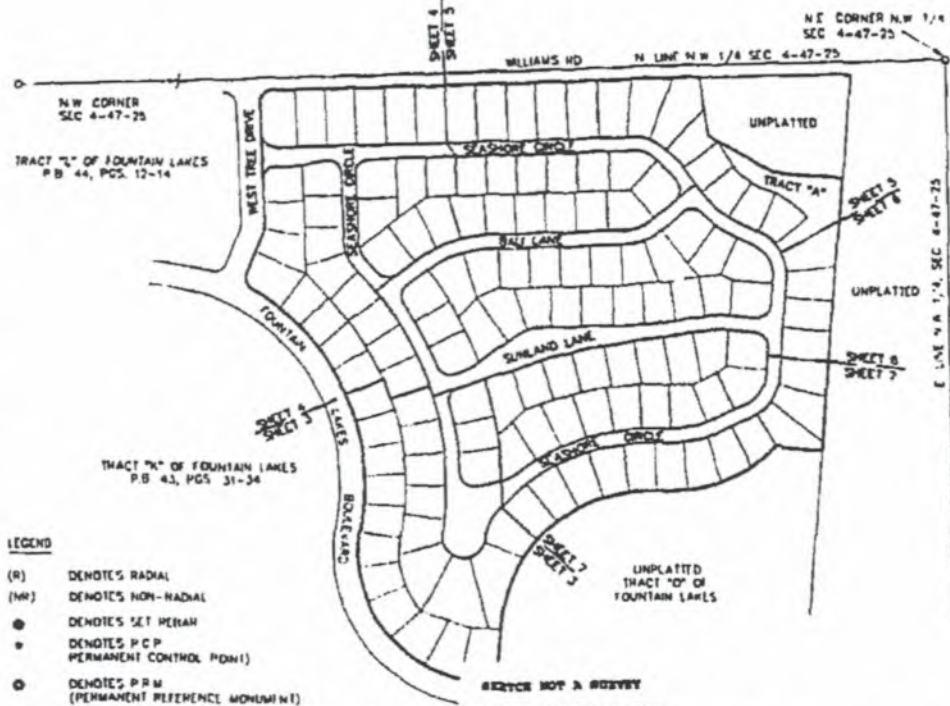 SHEET 4
SHEET 5
N.E. CORNER N.W. 1/4
SEC 4-47-25
WILLIAMS RD
N LINE N.W 1/4 SEC 4-47-25
N.W CORNER
SEC 4-47-25
UNPLATTED
WEST TREE DRIVE
SEASHORE CIRCLE
TRACT "L" OF FOUNTAIN LAKES
P.B 44, PGS. 12-14
TRACT "A"
SEASHORE CIRCLE
SHEET 5
SHEET 6
BALI LANE
UNPLATTED
E LINE N.W 1/4, SEC 4-47-25
FOUNTAIN
SUNLAND LANE
SHEET 6
SHEET 7
SHEET 4
LAKES
SEASHORE CIRCLE
TRACT "K" OF FOUNTAIN LAKES
P.B 43, PGS 31-34
BOULEVARD
LEGEND
SHEET 7
SHEET 3
UNPLATTED
TRACT "O" OF
FOUNTAIN LAKES
(R) DENOTES RADIAL
(NR) DENOTES NON-RADIAL
DENOTES SET REBAR
DENOTES P C P
(PERMANENT CONTROL POINT)
DENOTES P R M
(PERMANENT REFERENCE MONUMENT)
SKETCH NOT A SURVEY